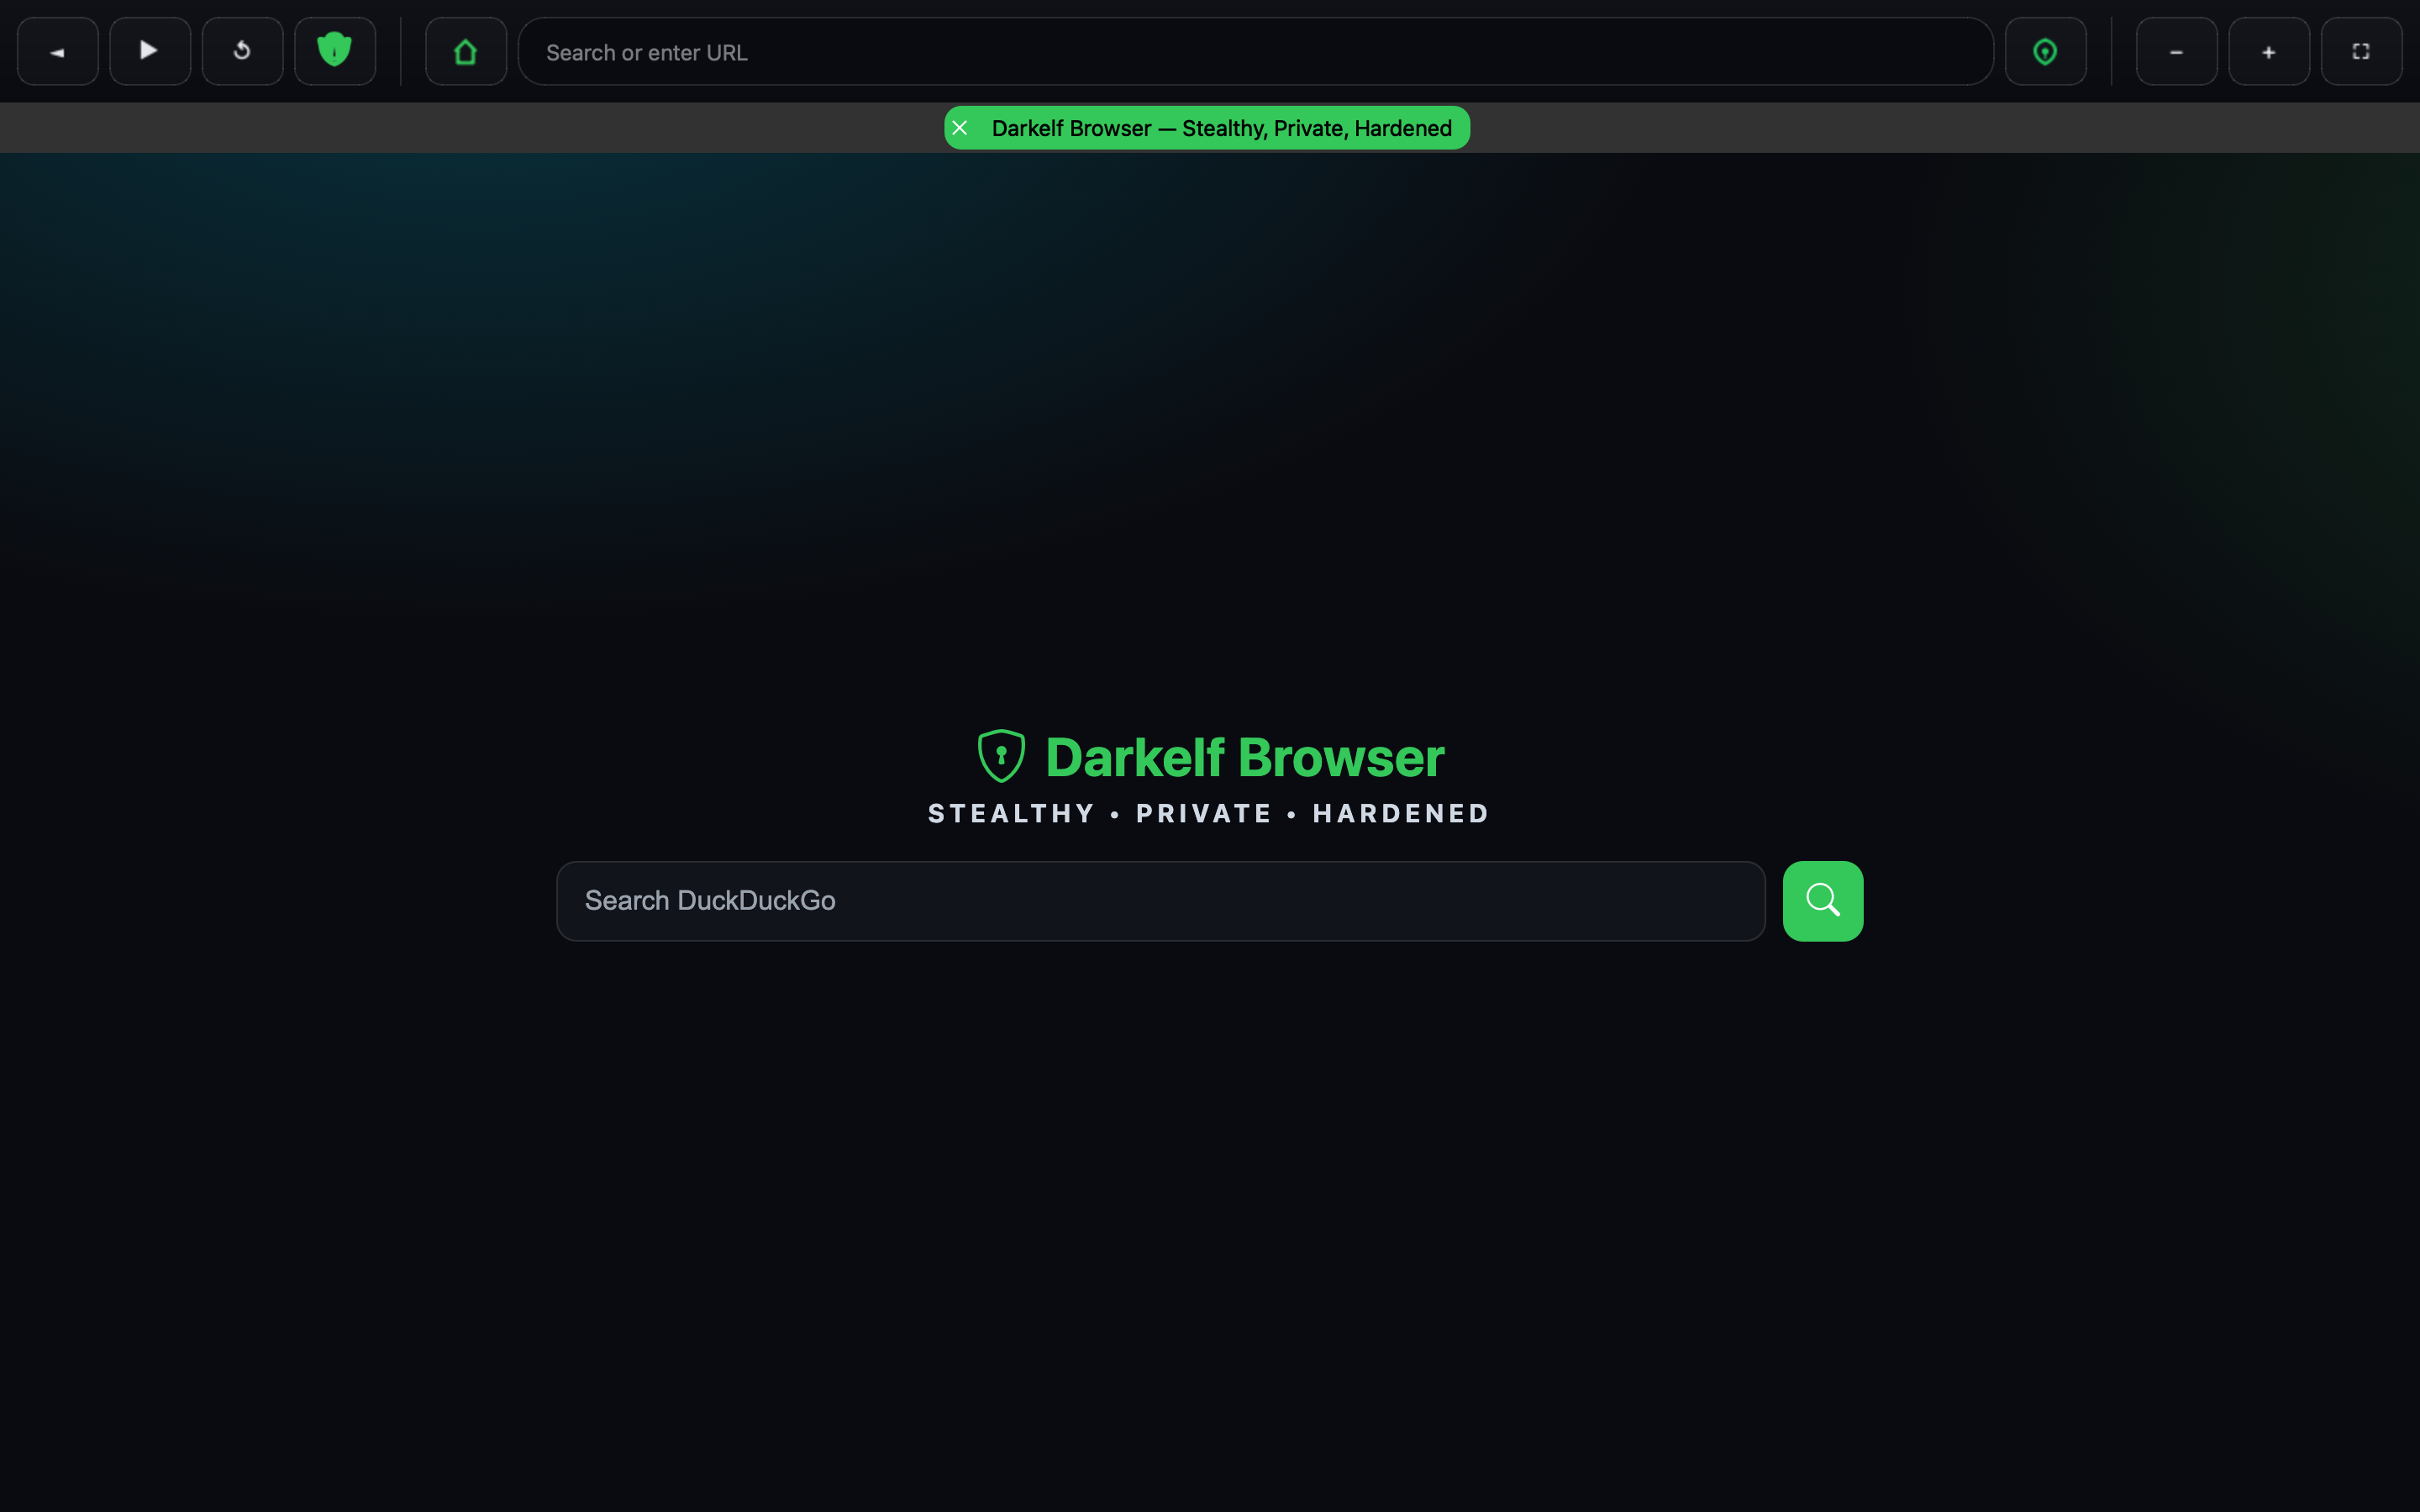 Search or enter URL
Darkelf Browser — Stealthy, Private, Hardened
Darkelf Browser
STEALTHY • PRIVATE • HARDENED
Search DuckDuckGo